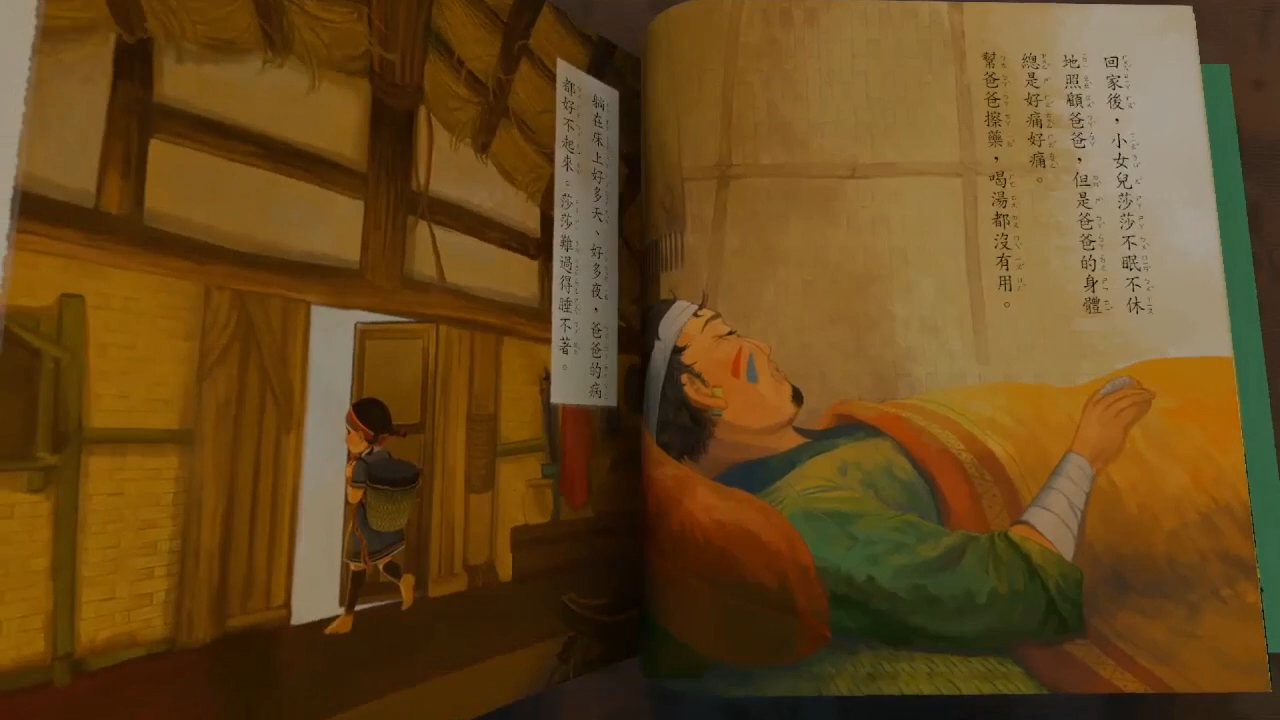 回家後，小女兒莎莎不眠不休
地照顧爸爸，但是爸爸的身體
總是好痛好痛。
幫爸爸擦藥，喝湯都沒有用。
躺在床上好多天、好多夜，爸爸的病
都好不起來。莎莎難過得睡不著。